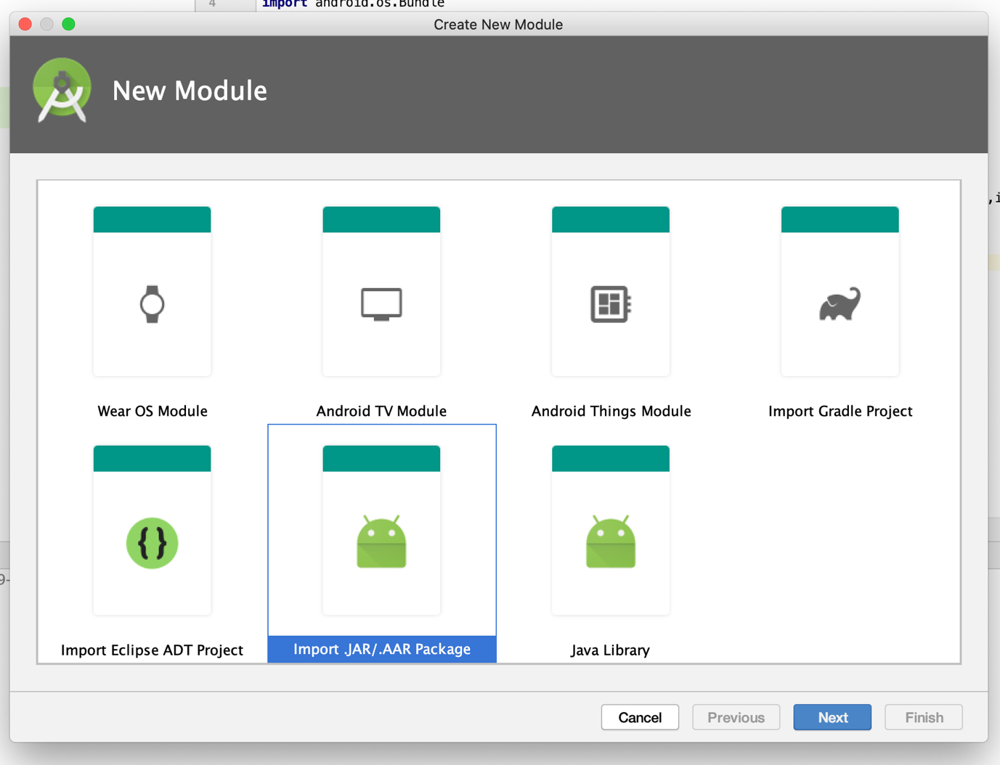 4 import android.os.Bundle
Create New Module
New Module
,i
Wear OS Module
Android TV Module
Android Things Module
Import Gradle Project
{}
9-
Import Eclipse ADT Project
Import .JAR/.AAR Package
Java Library
Cancel
Previous
Next
Finish